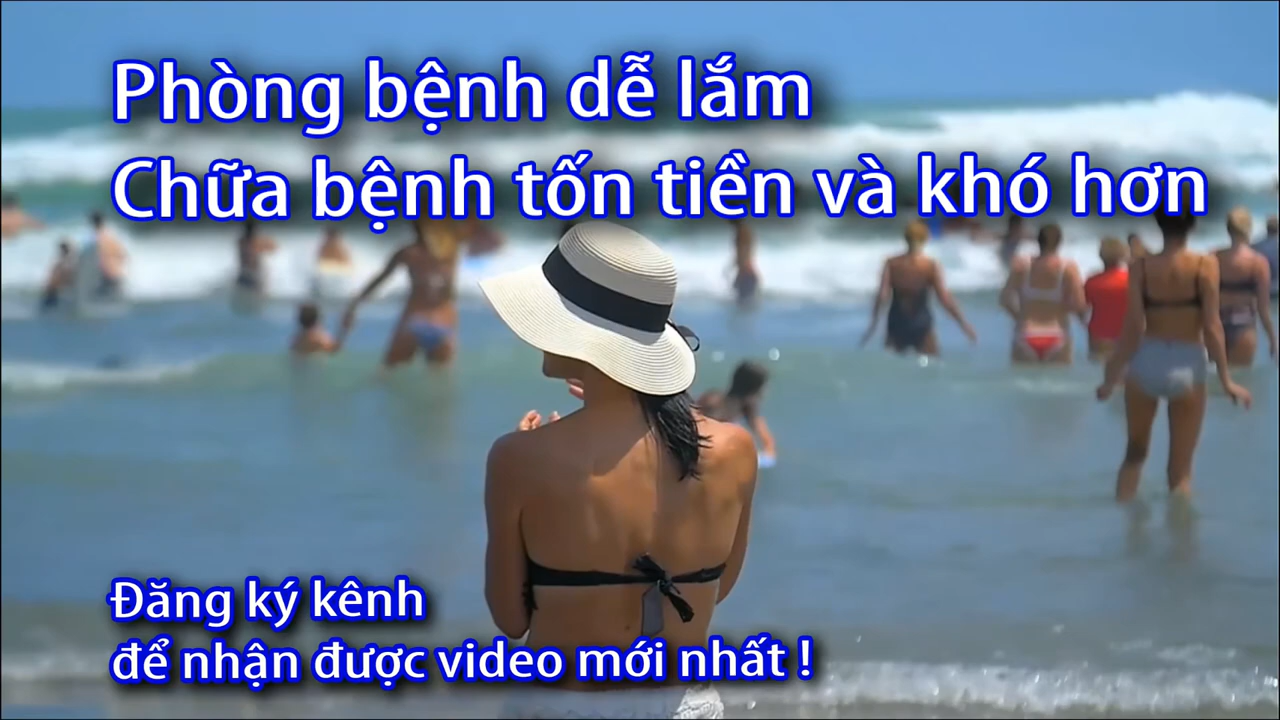 Phòng bệnh dễ lắm
Chữa bệnh tốn tiền và khó hơn
Đăng ký kênh
để nhận được video mới nhất !